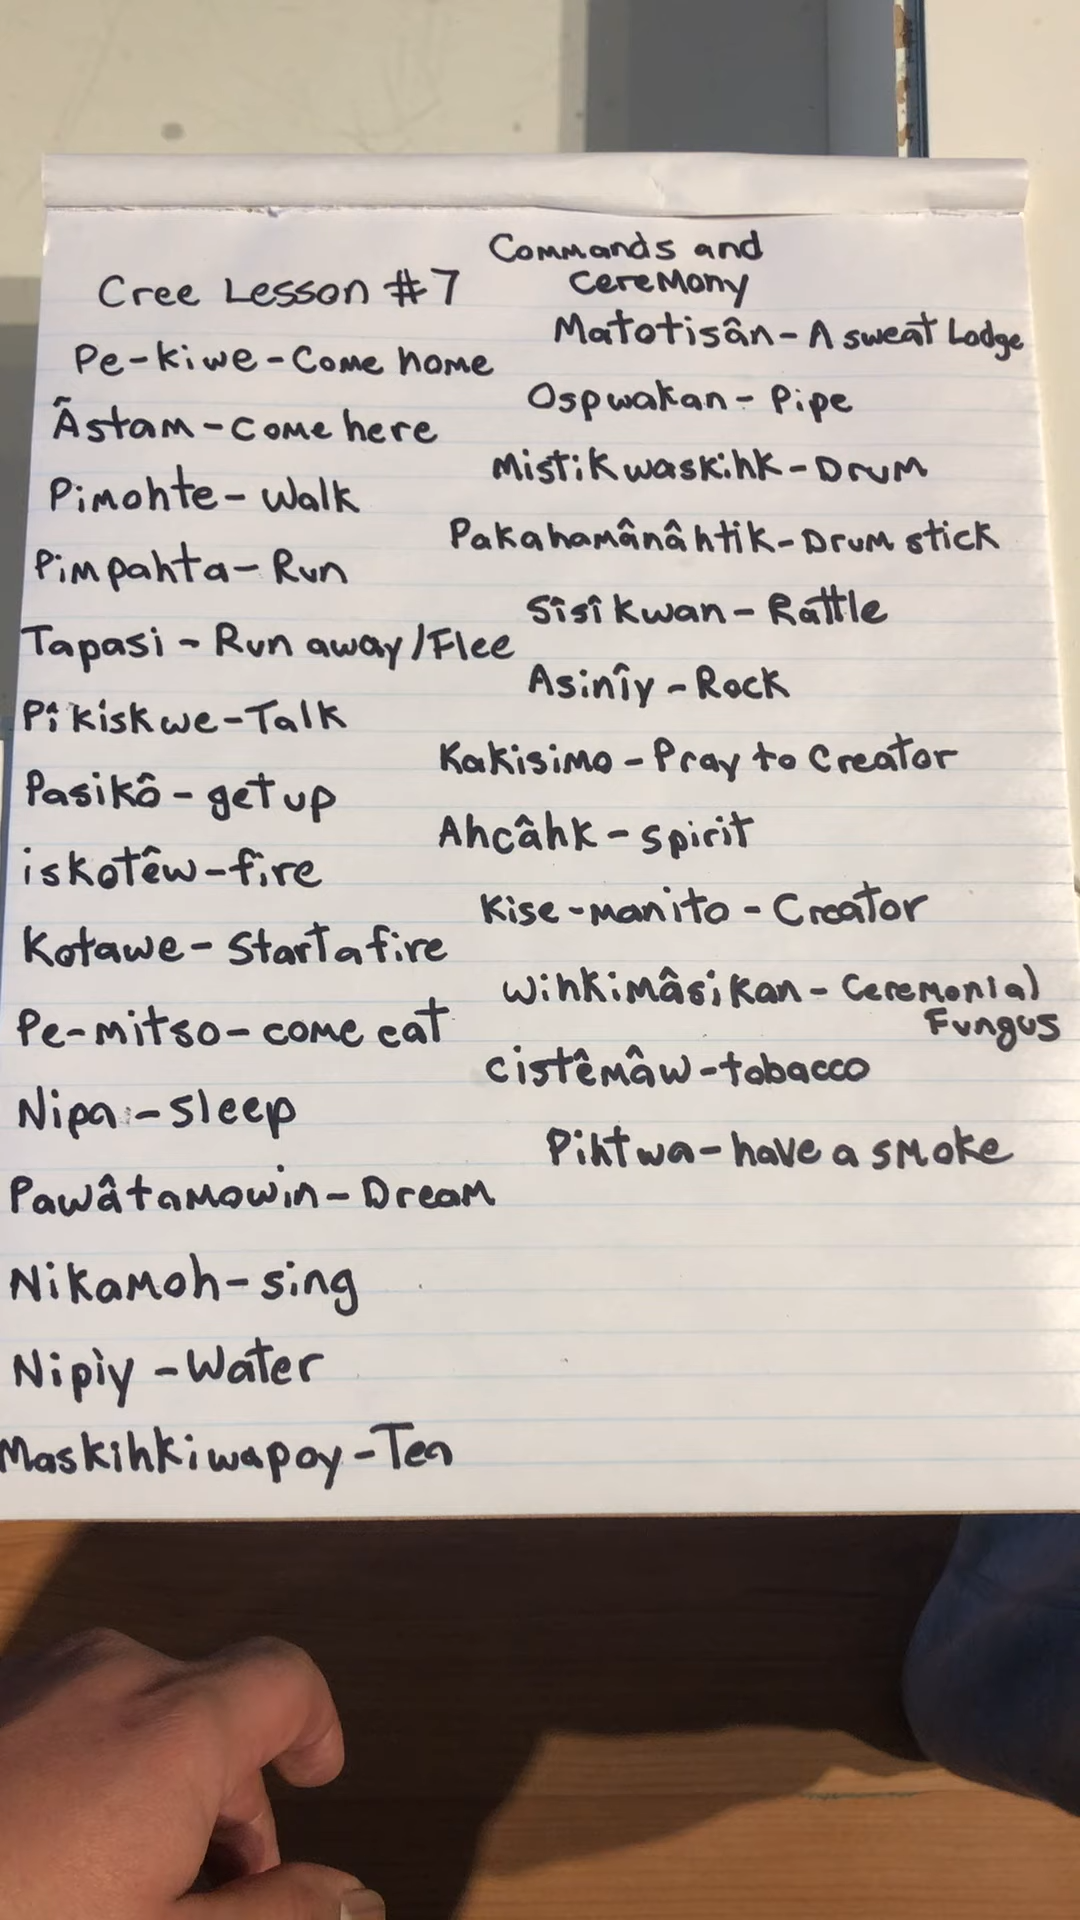 Cree Lesson #7
Pe-kiwe-Come home
Āstam-come here
Pimohte-Walk
Pimpahta-Run
Tapasi-Run away/Flee
Pîkiskwe-Talk
Pasikô-get up
iskotêw-fire
Kotawe-Start a fire
Pe-mitso-come eat
Nipa-sleep
Pawâtamowin-Dream
Nikamoh-sing
Nipìy-Water
Maskihkiwapoy-Tea
Commands and
Ceremony
Matotisân-A sweat Lodge
Ospwakan-Pipe
Mistikwaskihk-Drum
Pakahamânâhtik-Drum stick
Sîsîkwan-Rattle
Asinîy-Rock
Kakisimo-Pray to Creator
Ahcâhk-spirit
Kise-manito-Creator
Wihkimâsikan-Ceremonial
Fungus
cistêmâw-tobacco
Pihtwa-have a smoke